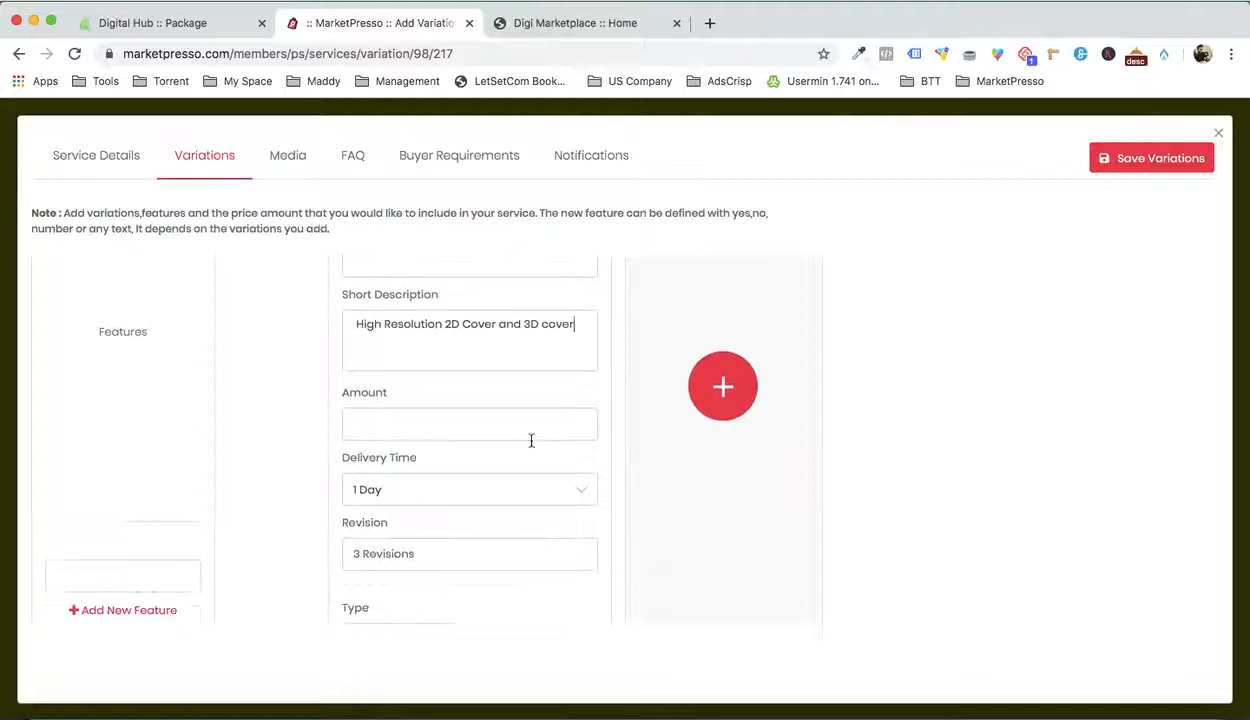 Digital Hub :: Package
:: MarketPresso :: Add Variatio
Digi Marketplace :: Home
marketpresso.com/members/ps/services/variation/98/217
1
desc
Apps
Tools
Torrent
My Space
Maddy
Management
LetSetCom Book...
US Company
AdsCrisp
Usermin 1.741 on...
BTT
MarketPresso
Service Details
Variations
Media
FAQ
Buyer Requirements
Notifications
Save Variations
Note : Add variations,features and the price amount that you would like to include in your service. The new feature can be defined with yes,no,
number or any text, It depends on the variations you add.
Features
Short Description
High Resolution 2D Cover and 3D cover
Amount
Delivery Time
1 Day
Revision
3 Revisions
Type
Add New Feature